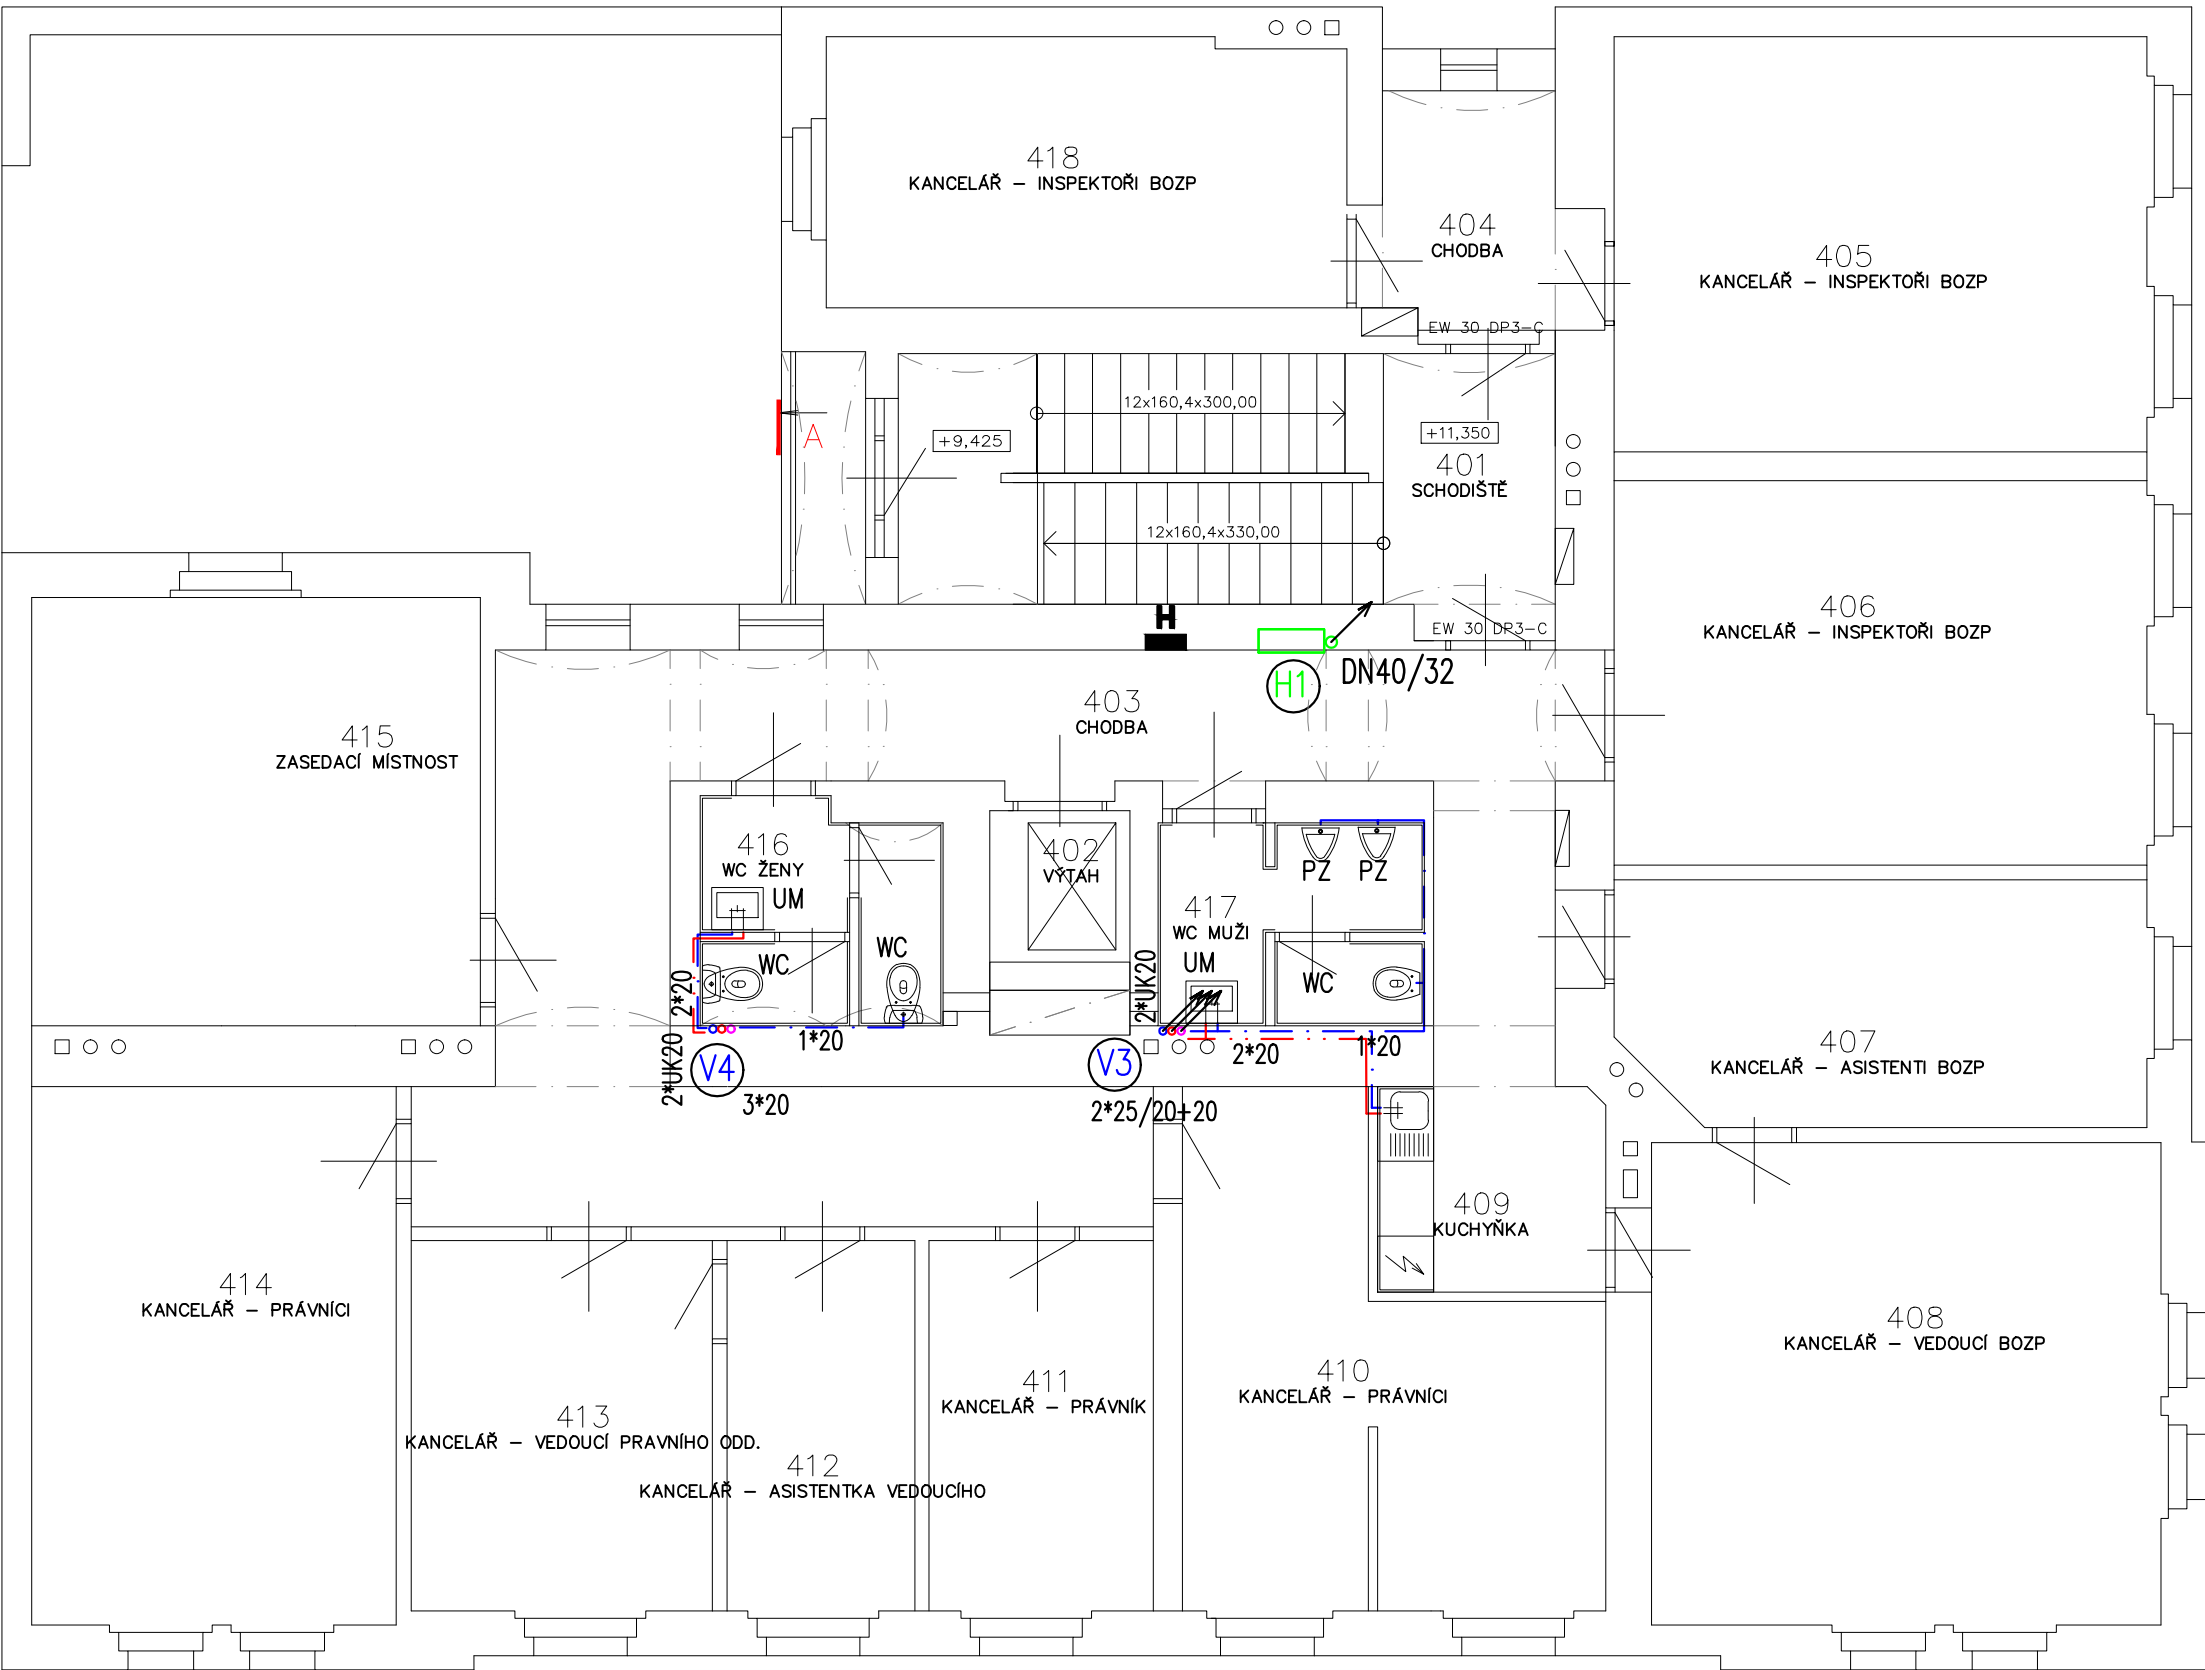 418
KANCELÁŘ – INSPEKTOŘI BOZP
404
CHODBA
405
KANCELÁŘ – INSPEKTOŘI BOZP
EW 30 DP3-C
12x160,4x300,00
A
+9,425
+11,350
401
SCHODIŠTĚ
12x160,4x330,00
H
EW 30 DP3-C
406
KANCELÁŘ – INSPEKTOŘI BOZP
H1
DN40/32
403
CHODBA
415
ZASEDACÍ MÍSTNOST
416
WC ŽENY
UM
402
VÝTAH
PZ
PZ
417
WC MUŽI
UM
WC
WC
WC
2*20
2*UK20
1*20
2*UK20
V4
3*20
V3
2*20
1*20
2*25/20+20
407
KANCELÁŘ – ASISTENTI BOZP
409
KUCHYŇKA
414
KANCELÁŘ – PRÁVNÍCI
408
KANCELÁŘ – VEDOUCÍ BOZP
410
KANCELÁŘ – PRÁVNÍCI
411
KANCELÁŘ – PRÁVNÍK
413
KANCELÁŘ – VEDOUCÍ PRAVNÍHO ODD.
412
KANCELÁŘ – ASISTENTKA VEDOUCÍHO